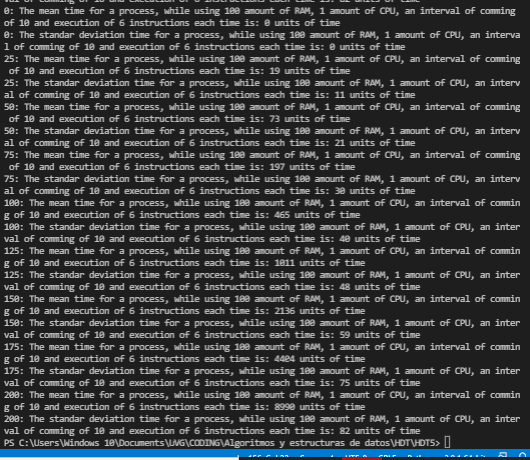 0: The mean time for a process, while using 100 amount of RAM, 1 amount of CPU, an interval of comming
of 10 and execution of 6 instructions each time is: 0 units of time
0: The standar deviation time for a process, while using 100 amount of RAM, 1 amount of CPU, an interva
l of comming of 10 and execution of 6 instructions each time is: 0 units of time
25: The mean time for a process, while using 100 amount of RAM, 1 amount of CPU, an interval of comming
of 10 and execution of 6 instructions each time is: 19 units of time
25: The standar deviation time for a process, while using 100 amount of RAM, 1 amount of CPU, an interv
al of comming of 10 and execution of 6 instructions each time is: 11 units of time
50: The mean time for a process, while using 100 amount of RAM, 1 amount of CPU, an interval of comming
of 10 and execution of 6 instructions each time is: 73 units of time
50: The standar deviation time for a process, while using 100 amount of RAM, 1 amount of CPU, an interv
al of comming of 10 and execution of 6 instructions each time is: 21 units of time
75: The mean time for a process, while using 100 amount of RAM, 1 amount of CPU, an interval of comming
of 10 and execution of 6 instructions each time is: 197 units of time
75: The standar deviation time for a process, while using 100 amount of RAM, 1 amount of CPU, an interv
al of comming of 10 and execution of 6 instructions each time is: 30 units of time
100: The mean time for a process, while using 100 amount of RAM, 1 amount of CPU, an interval of commin
g of 10 and execution of 6 instructions each time is: 465 units of time
100: The standar deviation time for a process, while using 100 amount of RAM, 1 amount of CPU, an inter
val of comming of 10 and execution of 6 instructions each time is: 40 units of time
125: The mean time for a process, while using 100 amount of RAM, 1 amount of CPU, an interval of commin
g of 10 and execution of 6 instructions each time is: 1011 units of time
125: The standar deviation time for a process, while using 100 amount of RAM, 1 amount of CPU, an inter
val of comming of 10 and execution of 6 instructions each time is: 48 units of time
150: The mean time for a process, while using 100 amount of RAM, 1 amount of CPU, an interval of commin
g of 10 and execution of 6 instructions each time is: 2136 units of time
150: The standar deviation time for a process, while using 100 amount of RAM, 1 amount of CPU, an inter
val of comming of 10 and execution of 6 instructions each time is: 59 units of time
175: The mean time for a process, while using 100 amount of RAM, 1 amount of CPU, an interval of commin
g of 10 and execution of 6 instructions each time is: 4404 units of time
175: The standar deviation time for a process, while using 100 amount of RAM, 1 amount of CPU, an inter
val of comming of 10 and execution of 6 instructions each time is: 75 units of time
200: The mean time for a process, while using 100 amount of RAM, 1 amount of CPU, an interval of commin
g of 10 and execution of 6 instructions each time is: 8990 units of time
200: The standar deviation time for a process, while using 100 amount of RAM, 1 amount of CPU, an inter
val of comming of 10 and execution of 6 instructions each time is: 82 units of time
PS C:\Users\Windows 10\Documents\UVG\CODING\Algoritmos y estructuras de datos\HDT\HDT5>